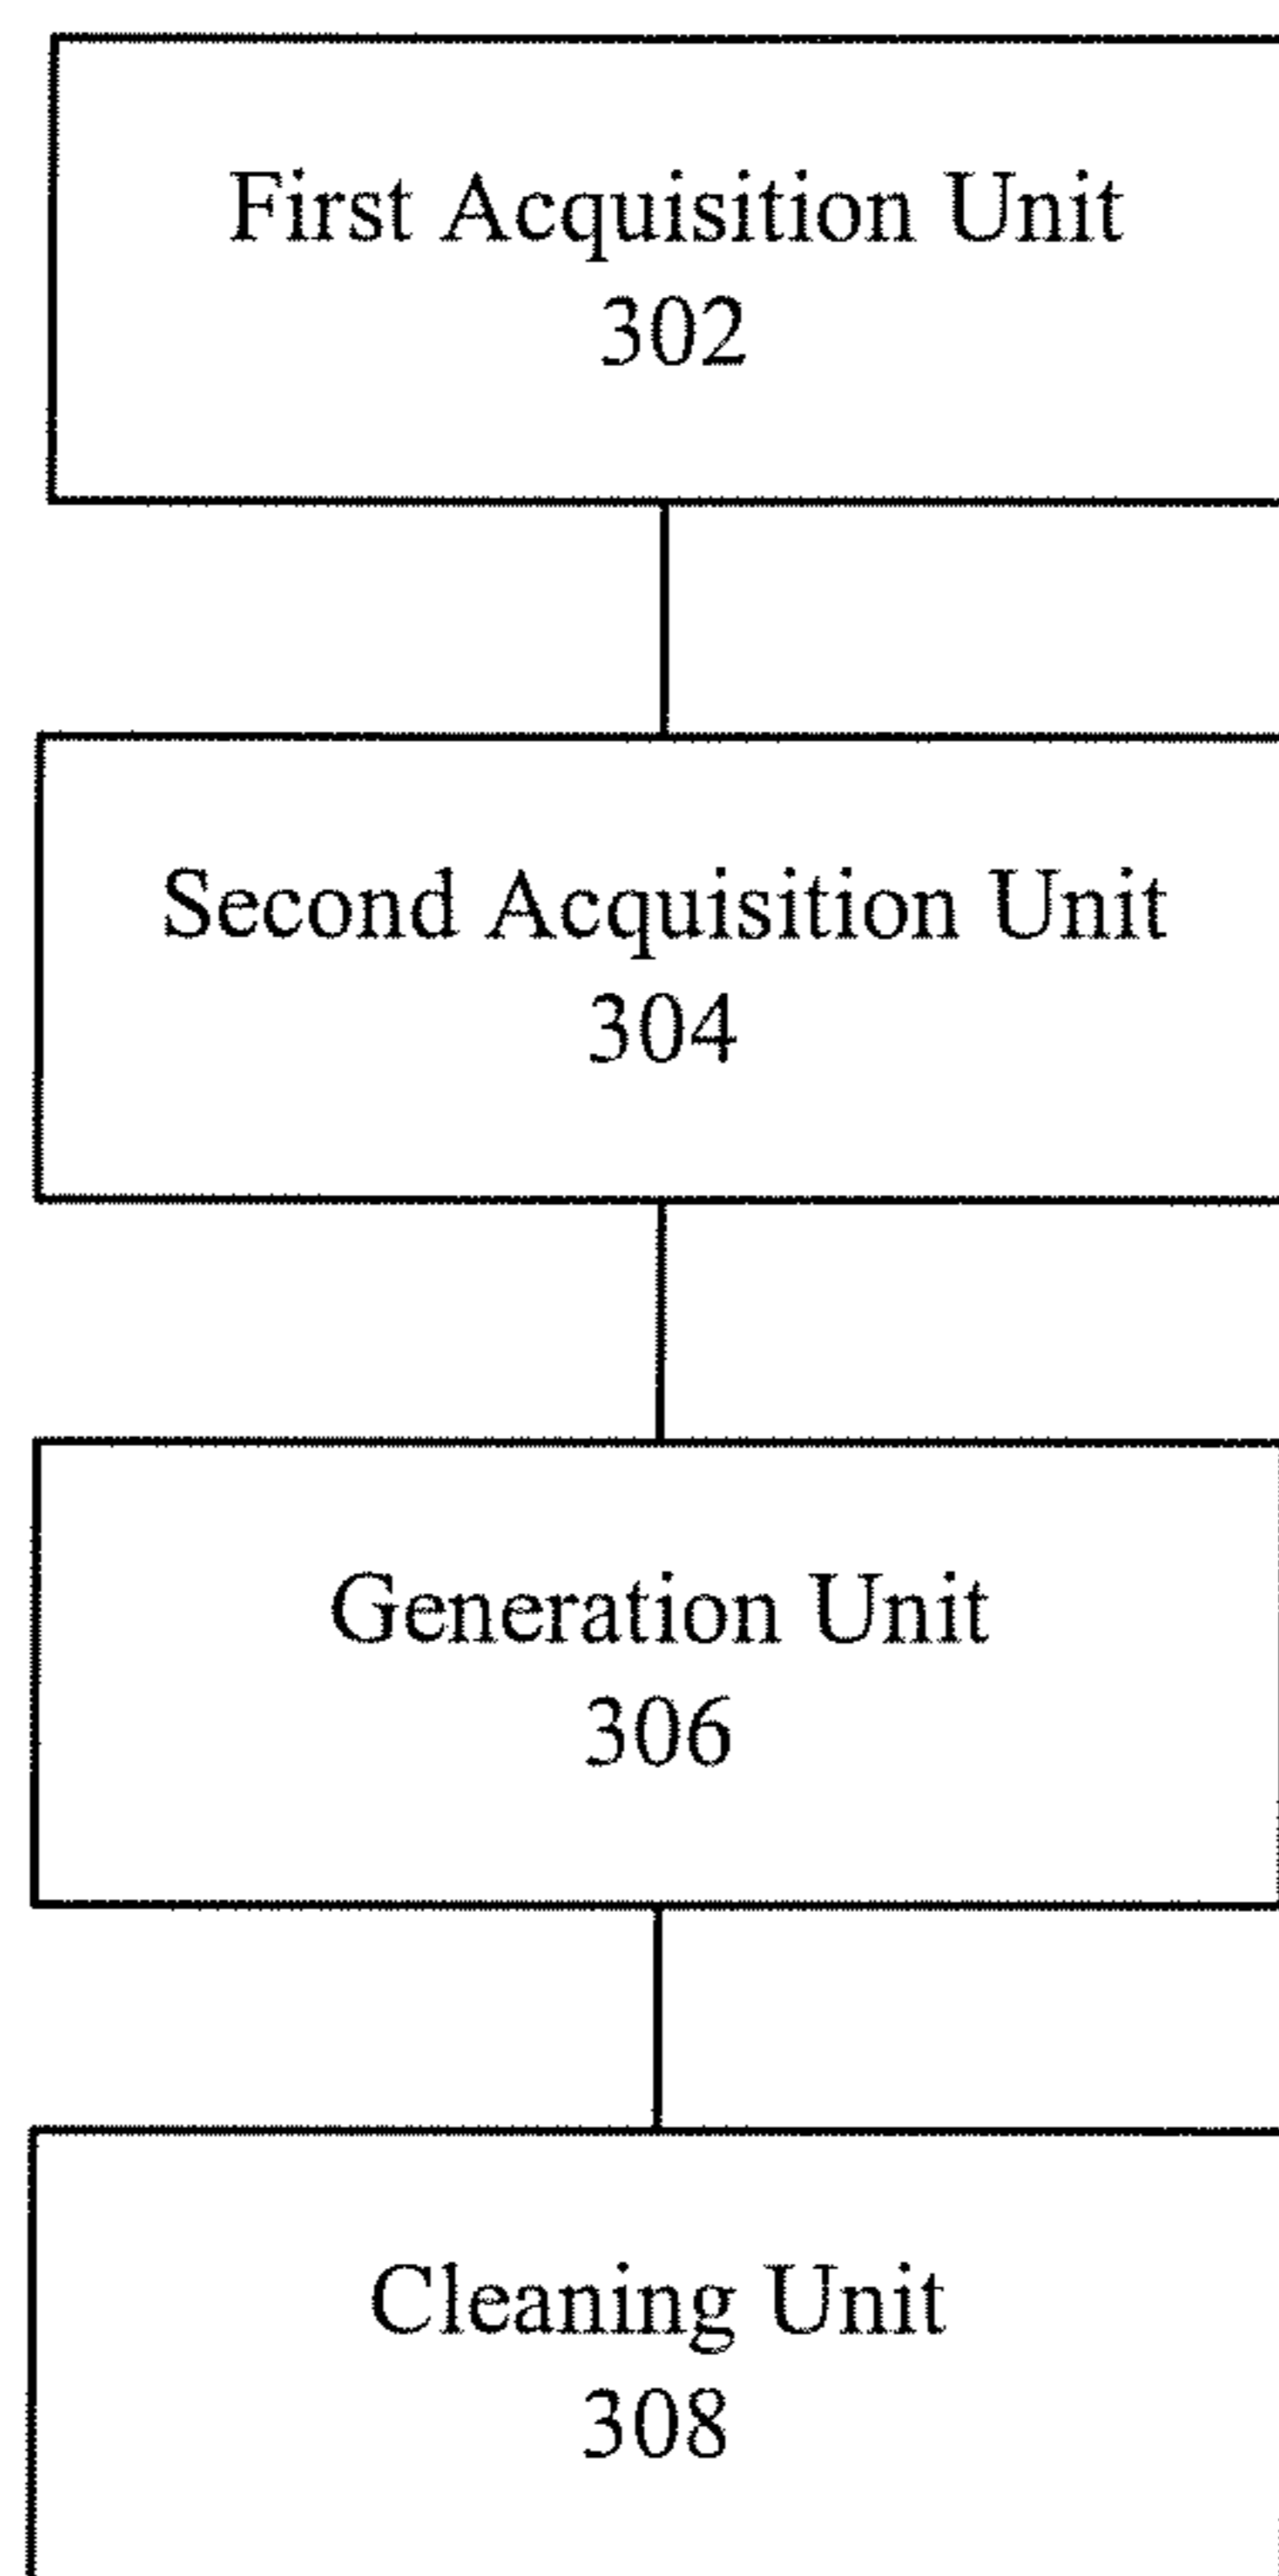 First Acquisition Unit
302
Second Acquisition Unit
304
Generation Unit
306
Cleaning Unit
308